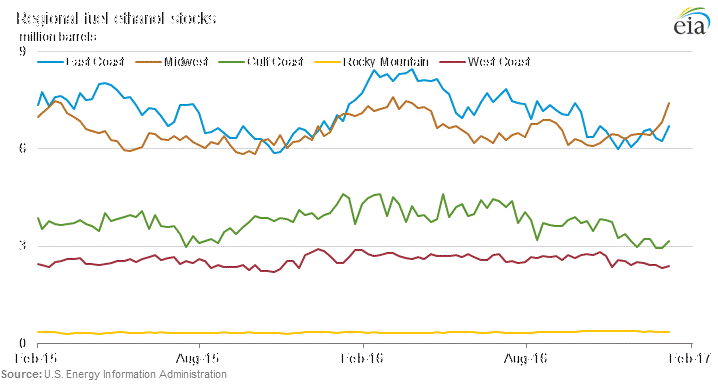 Regional fuel ethanol stocks
million barrels
eia
9
East Coast Midwest Gulf Coast Rocky Mountain West Coast
6
3
0
Feb-15 Aug-15 Feb-16 Aug-16 Feb-17
Source: U.S. Energy Information Administration